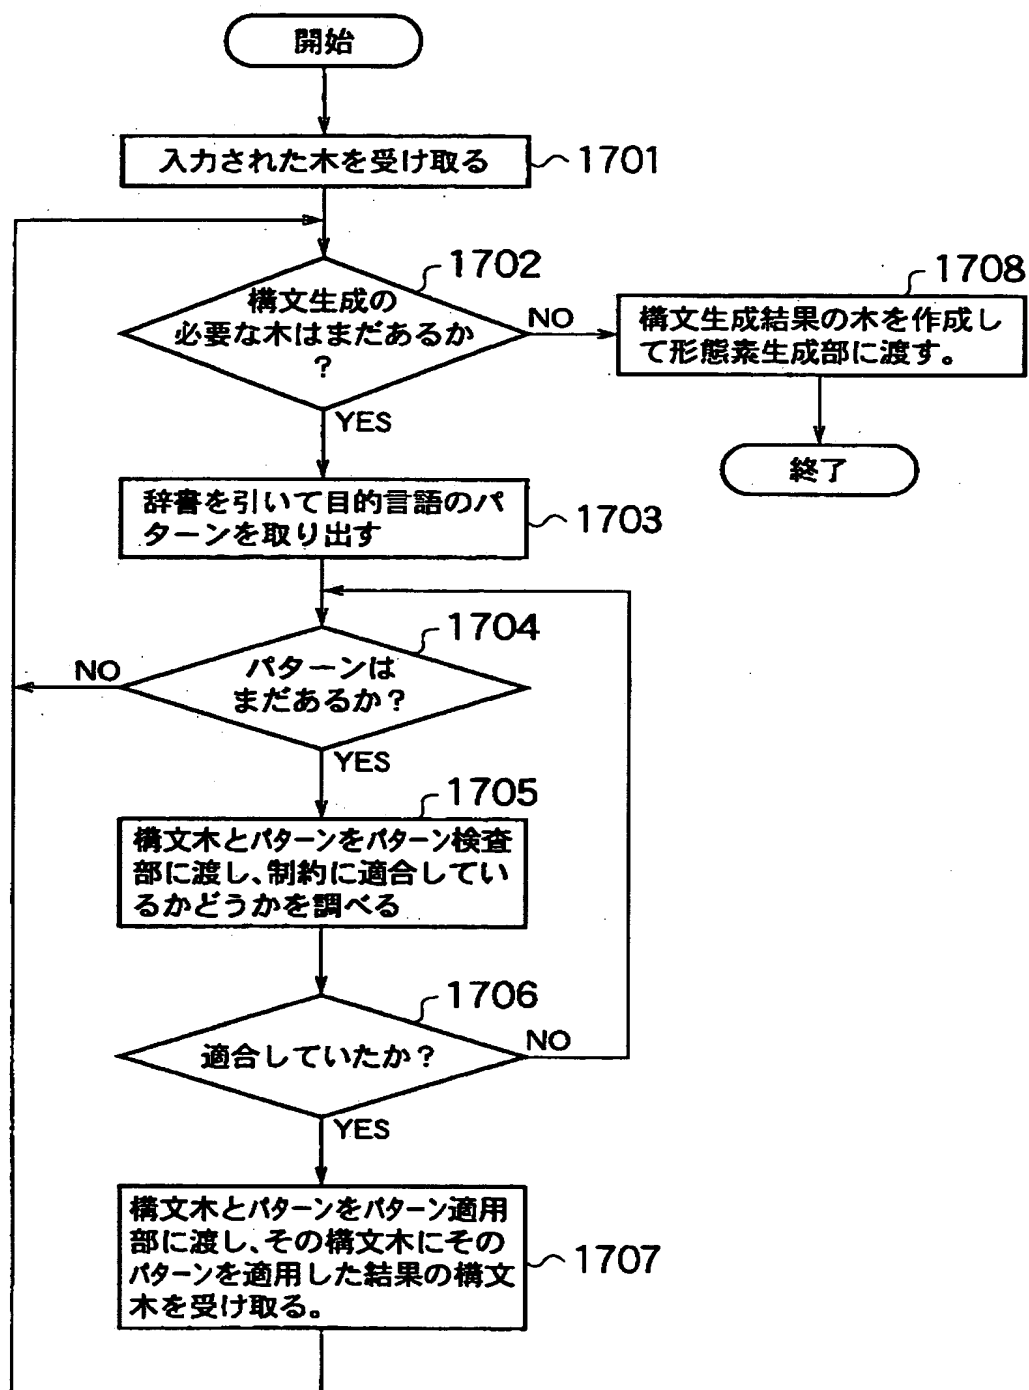 開始
入力された木を受け取る
1701
1702
構文生成の
必要な木はまだあるか
?
NO
YES
1708
構文生成結果の木を作成し
て形態素生成部に渡す。
終了
辞書を引いて目的言語のパ
ターンを取り出す
1703
1704
パターンは
まだあるか?
NO
YES
1705
構文木とパターンをパターン検査
部に渡し、制約に適合してい
るかどうかを調べる
1706
適合していたか?
NO
YES
構文木とパターンをパターン適用
部に渡し、その構文木にその
パターンを適用した結果の構文
木を受け取る。
1707